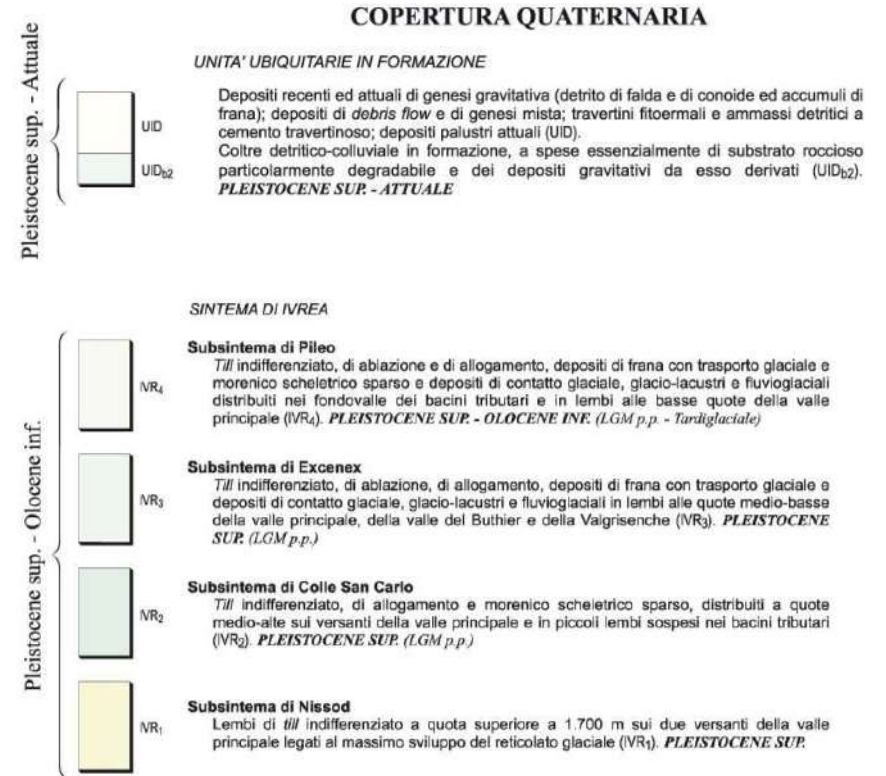 COPERTURA QUATERNARIA
Pleistocene sup. - Attuale
UNITA' UBIQUITARIE IN FORMAZIONE
UID
UIDb2
Depositi recenti ed attuali di genesi gravitativa (detrito di falda e di conoide ed accumuli di
frana); depositi di debris flow e di genesi mista; travertini fitoermali e ammassi detritici a
cemento travertinoso; depositi palustri attuali (UID).
Coltre detritico-colluviale in formazione, a spese essenzialmente di substrato roccioso
particolarmente degradabile e dei depositi gravitativi da esso derivati (UIDb2).
PLEISTOCENE SUP. - ATTUALE
Pleistocene sup. - Olocene inf.
SINTEMA DI IVREA
IVR4
Subsintema di Pileo
Till indifferenziato, di ablazione e di allogamento, depositi di frana con trasporto glaciale e
morenico scheletrico sparso e depositi di contatto glaciale, glacio-lacustri e fluvioglaciali
distribuiti nei fondovalle dei bacini tributari e in lembi alle basse quote della valle
principale (IVR4). PLEISTOCENE SUP. - OLOCENE INF. (LGM p.p. - Tardiglaciale)
IVR3
Subsintema di Excenex
Till indifferenziato, di ablazione, di allogamento, depositi di frana con trasporto glaciale e
depositi di contatto glaciale, glacio-lacustri e fluvioglaciali in lembi alle quote medio-basse
della valle principale, della valle del Buthier e della Valgrisenche (IVR3). PLEISTOCENE
SUP. (LGM p.p.)
IVR2
Subsintema di Colle San Carlo
Till indifferenziato, di allogamento e morenico scheletrico sparso, distribuiti a quote
medio-alte sui versanti della valle principale e in piccoli lembi sospesi nei bacini tributari
(IVR2). PLEISTOCENE SUP. (LGM p.p.)
IVR1
Subsintema di Nissod
Lembi di till indifferenziato a quota superiore a 1.700 m sui due versanti della valle
principale legati al massimo sviluppo del reticolato glaciale (IVR1). PLEISTOCENE SUP.